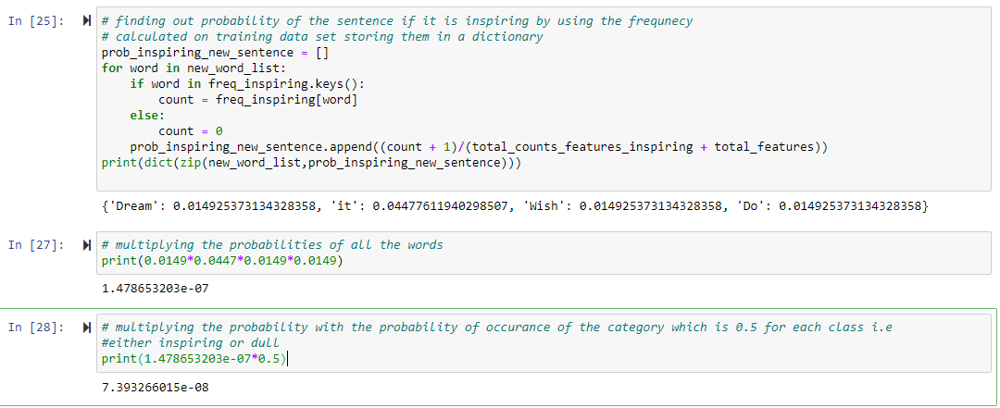 In [25]:
# finding out probability of the sentence if it is inspiring by using the frequnecy
# calculated on training data set storing them in a dictionary
prob_inspiring_new_sentence = []
for word in new_word_list:
    if word in freq_inspiring.keys():
        count = freq_inspiring[word]
    else:
        count = 0
    prob_inspiring_new_sentence.append((count + 1)/(total_counts_features_inspiring + total_features))
print(dict(zip(new_word_list,prob_inspiring_new_sentence)))
{'Dream': 0.014925373134328358, 'it': 0.04477611940298507, 'Wish': 0.014925373134328358, 'Do': 0.014925373134328358}
In [27]:
# multiplying the probabilities of all the words
print(0.0149*0.0447*0.0149*0.0149)
1.478653203e-07
In [28]:
# multiplying the probability with the probability of occurance of the category which is 0.5 for each class i.e
#either inspiring or dull
print(1.478653203e-07*0.5)
7.393266015e-08